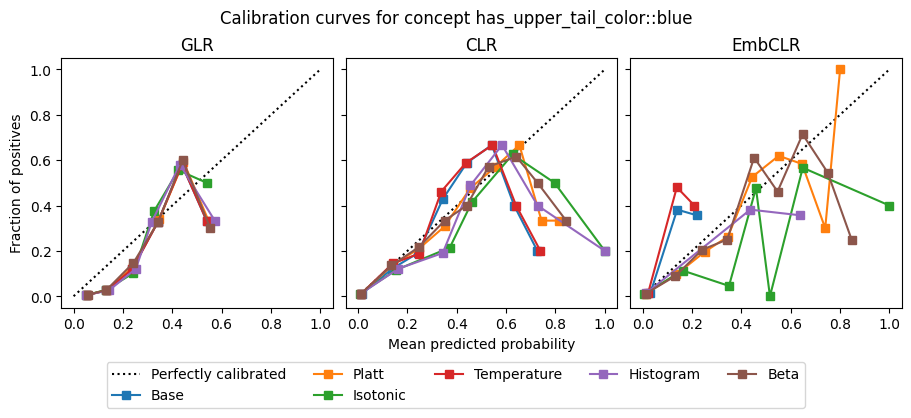 Calibration curves for concept has_upper_tail_color::blue
GLR
CLR
EmbCLR
Fraction of positives
1.0
0.8
0.6
0.4
0.2
0.0
0.0 0.2 0.4 0.6 0.8 1.0
0.0 0.2 0.4 0.6 0.8 1.0
0.0 0.2 0.4 0.6 0.8 1.0
Mean predicted probability
Perfectly calibrated
Base
Platt
Isotonic
Temperature
Histogram
Beta